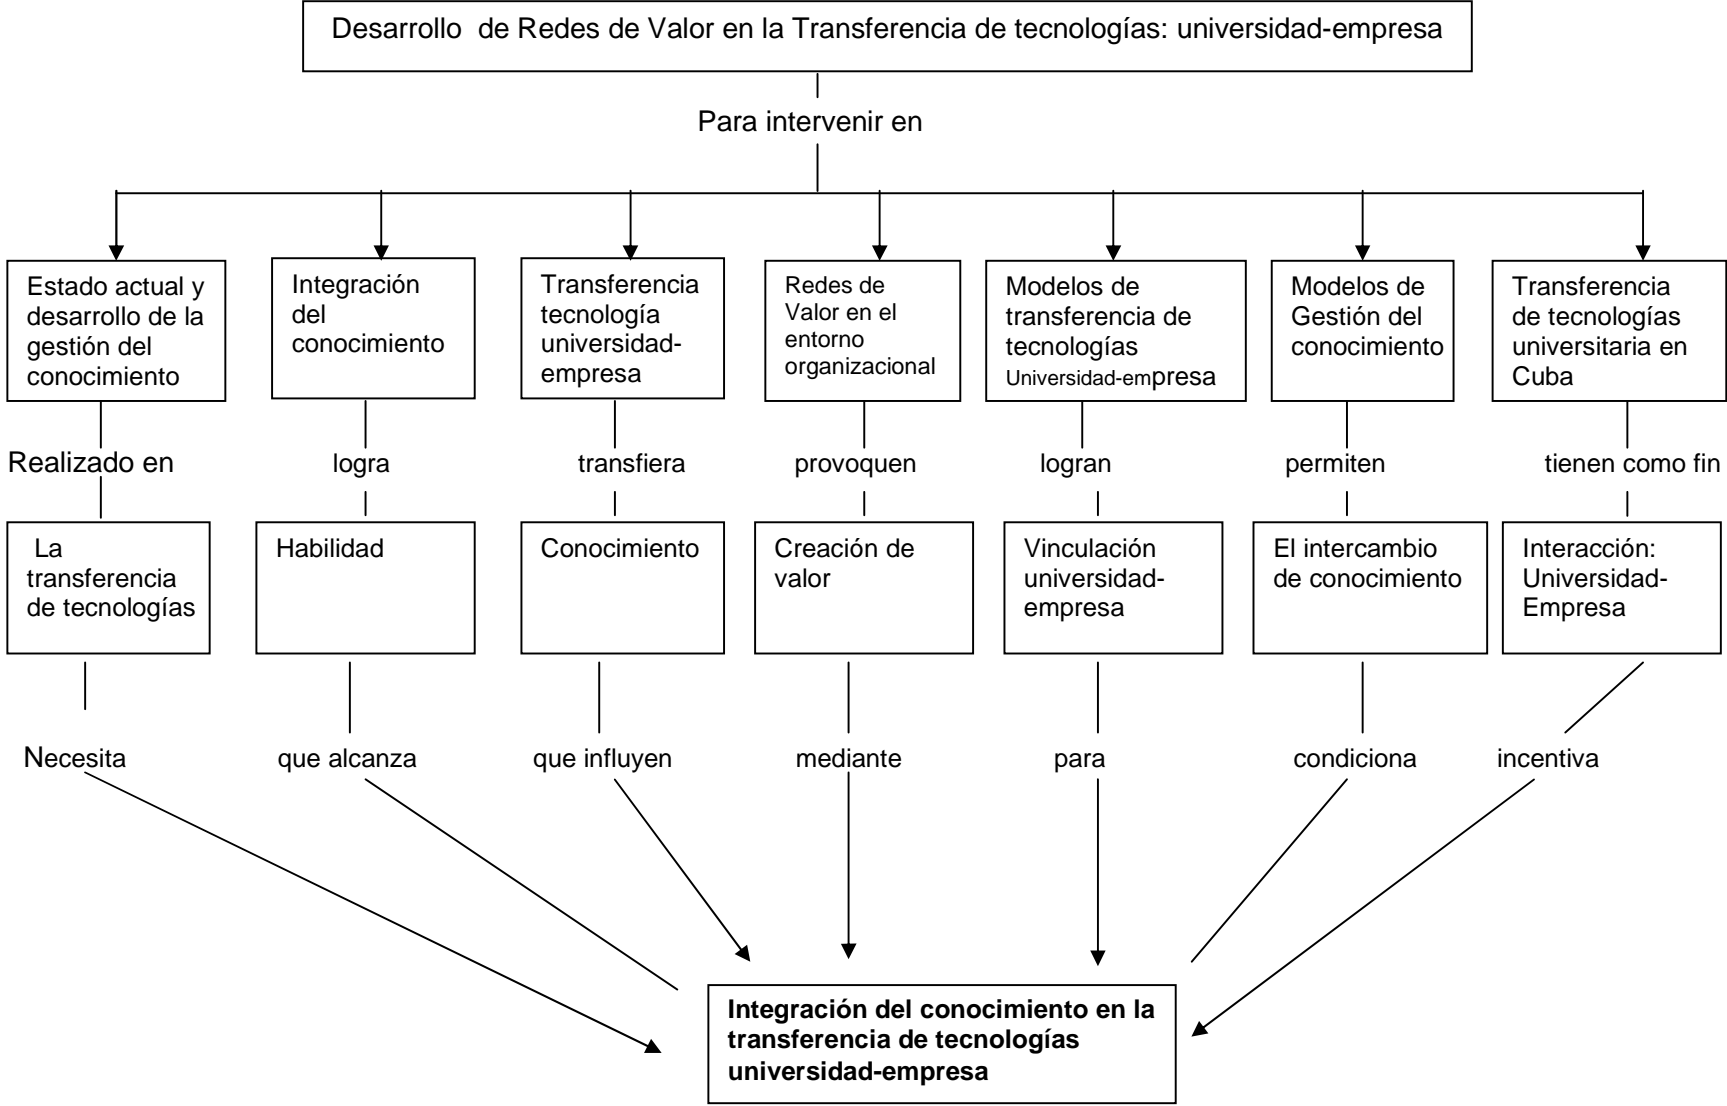 Desarrollo  de Redes de Valor en la Transferencia de tecnologías: universidad-empresa
Para intervenir en
Estado actual y
desarrollo de la
gestión del
conocimiento
Integración
del
conocimiento
Transferencia
tecnología
universidad-
empresa
Redes de
Valor en el
entorno
organizacional
Modelos de
transferencia de
tecnologías
Universidad-empresa
Modelos de
Gestión del
conocimiento
Transferencia
de tecnologías
universitaria en
Cuba
Realizado en
logra
transfiera
provoquen
logran
permiten
tienen como fin
La
transferencia
de tecnologías
Habilidad
Conocimiento
Creación de
valor
Vinculación
universidad-
empresa
El intercambio
de conocimiento
Interacción:
Universidad-
Empresa
Necesita
que alcanza
que influyen
mediante
para
condiciona
incentiva
Integración del conocimiento en la
transferencia de tecnologías
universidad-empresa